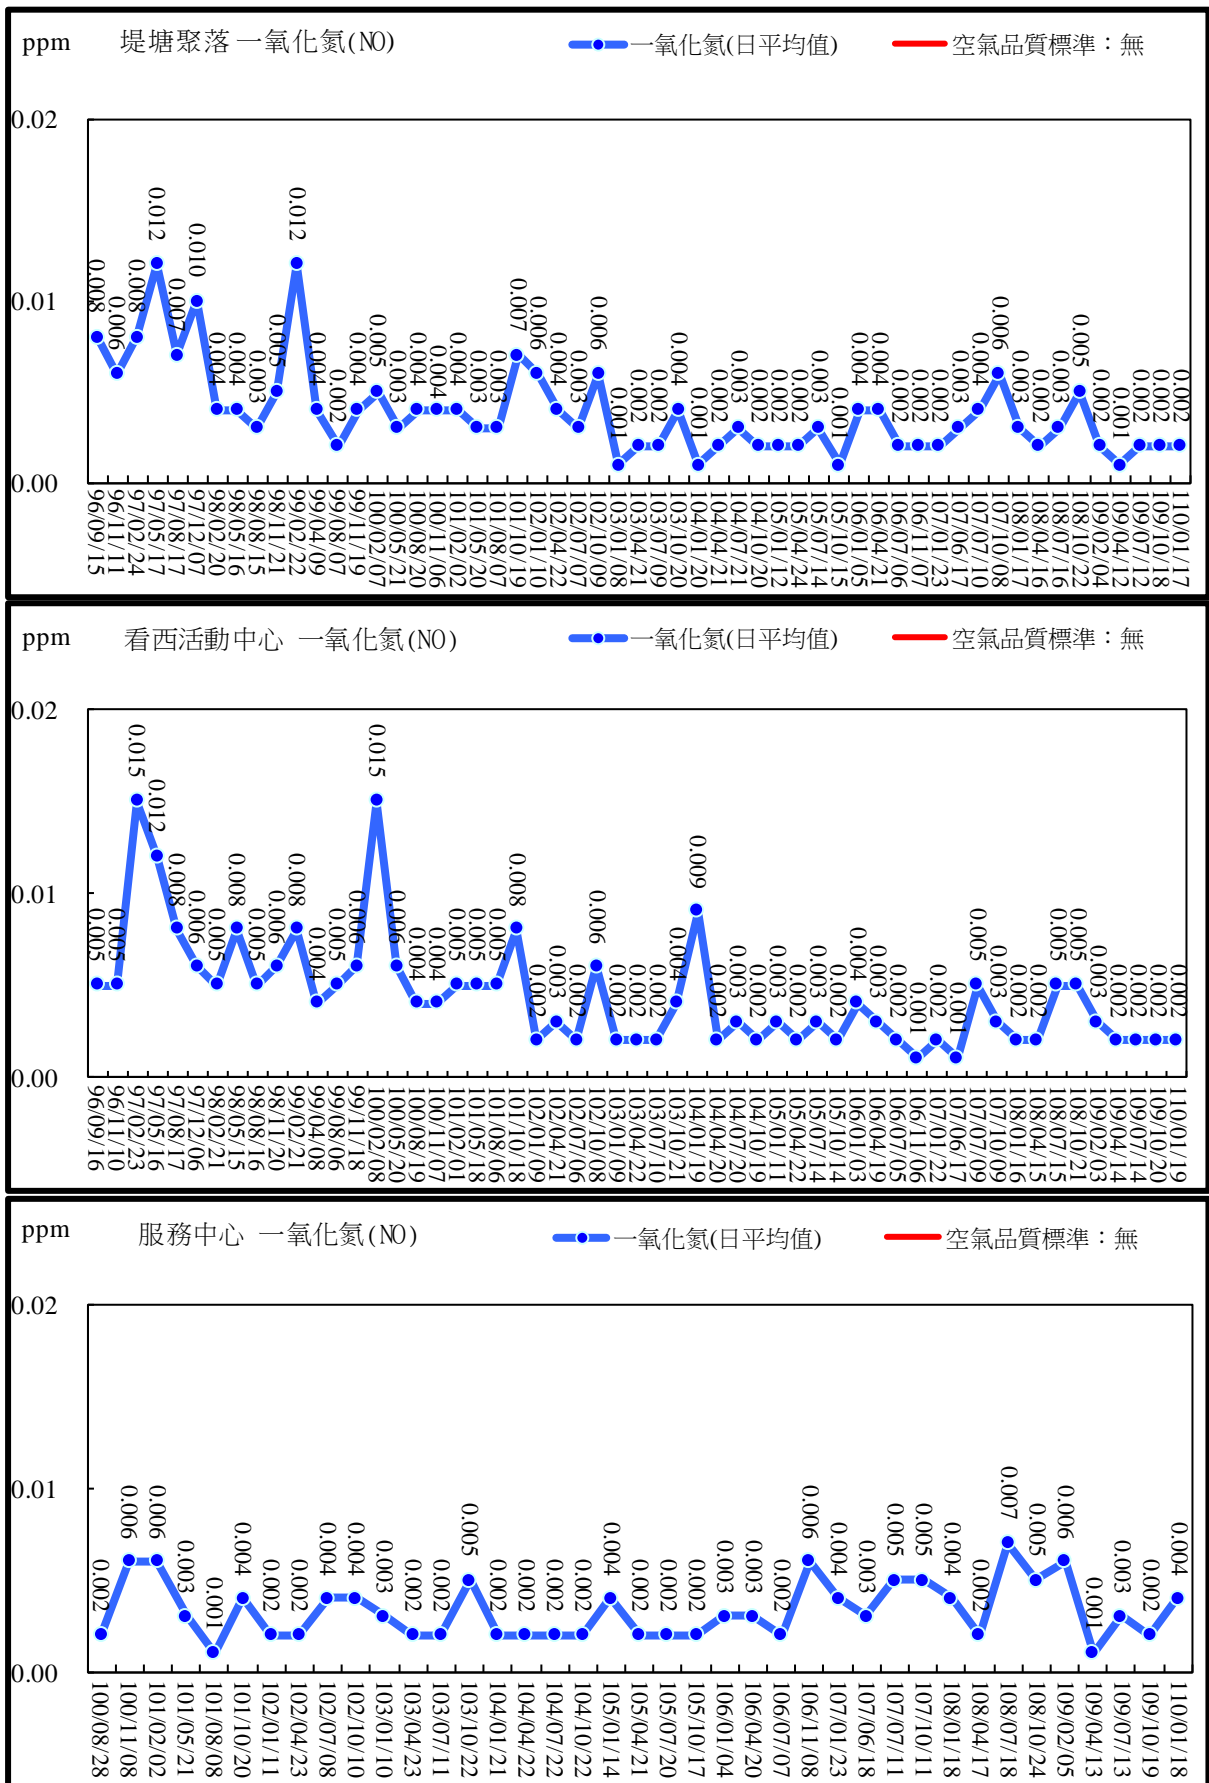 ppm 堤塘聚落 一氧化氮(NO) 一氧化氮(日平均值) 空氣品質標準：無
0.02
0.01
0.00
0.008 0.006 0.008 0.012 0.007 0.010 0.004 0.004 0.003 0.005 0.012 0.004 0.002 0.004 0.005 0.003 0.004 0.004 0.004 0.003 0.003 0.007 0.006 0.004 0.003 0.006 0.001 0.002 0.002 0.004 0.001 0.002 0.003 0.002 0.002 0.002 0.003 0.001 0.004 0.004 0.002 0.002 0.002 0.003 0.004 0.006 0.003 0.002 0.003 0.005 0.002 0.001 0.002 0.002 0.002
96/09/15 96/11/11 97/02/24 97/05/17 97/08/17 97/12/07 98/02/20 98/05/16 98/08/15 98/11/21 99/02/22 99/04/09 99/08/07 99/11/19 100/02/07 100/05/21 100/08/20 100/11/06 101/02/02 101/05/20 101/08/07 101/10/19 102/01/10 102/04/22 102/07/07 102/10/09 103/01/08 103/04/21 103/07/09 103/10/20 104/01/19 104/04/21 104/07/21 104/10/20 105/01/12 105/04/21 105/07/14 105/10/15 106/01/05 106/04/21 106/07/06 106/11/07 107/01/23 107/06/17 107/07/10 107/10/08 108/01/17 108/04/16 108/07/16 108/10/22 109/02/04 109/04/12 109/07/12 109/10/18 110/01/17
ppm 看西活動中心 一氧化氮(NO) 一氧化氮(日平均值) 空氣品質標準：無
0.02
0.01
0.00
0.005 0.005 0.015 0.012 0.008 0.006 0.005 0.008 0.005 0.006 0.008 0.004 0.005 0.006 0.015 0.006 0.004 0.004 0.005 0.005 0.005 0.008 0.002 0.003 0.002 0.006 0.002 0.002 0.002 0.004 0.009 0.002 0.003 0.002 0.003 0.002 0.003 0.002 0.004 0.003 0.002 0.001 0.002 0.001 0.005 0.003 0.002 0.002 0.005 0.005 0.003 0.002 0.002 0.002 0.002
96/09/16 96/11/10 97/02/23 97/05/16 97/08/17 97/12/06 98/02/21 98/05/15 98/08/16 98/11/20 99/02/21 99/04/08 99/08/06 99/11/18 100/02/08 100/05/20 100/08/19 100/11/07 101/02/01 101/05/18 101/08/06 101/10/18 102/01/09 102/04/21 102/07/06 102/10/08 103/01/09 103/04/22 103/07/10 103/10/21 104/01/19 104/04/20 104/07/20 104/10/19 105/01/11 105/04/22 105/07/14 105/10/14 106/01/03 106/04/19 106/07/05 106/11/06 107/01/22 107/06/17 107/07/09 107/10/09 108/01/16 108/04/15 108/07/15 108/10/21 109/02/03 109/04/14 109/07/14 109/10/20 110/01/19
ppm 服務中心 一氧化氮(NO) 一氧化氮(日平均值) 空氣品質標準：無
0.02
0.01
0.00
0.002 0.006 0.006 0.003 0.001 0.004 0.002 0.002 0.004 0.004 0.003 0.002 0.002 0.005 0.002 0.002 0.002 0.002 0.004 0.002 0.002 0.002 0.003 0.003 0.002 0.006 0.004 0.003 0.005 0.005 0.004 0.002 0.007 0.005 0.006 0.001 0.003 0.002 0.004
100/08/28 100/11/08 101/02/02 101/05/21 101/08/08 101/10/20 102/01/11 102/04/23 102/07/08 102/10/10 103/01/10 103/04/23 103/07/11 103/10/22 104/01/21 104/04/22 104/07/22 104/10/22 105/01/14 105/04/21 105/07/20 105/10/17 106/01/04 106/04/20 106/07/07 106/11/08 107/01/23 107/06/18 107/07/11 107/10/11 108/01/18 108/04/17 108/07/18 108/10/24 109/02/05 109/04/13 109/07/13 109/10/19 110/01/18